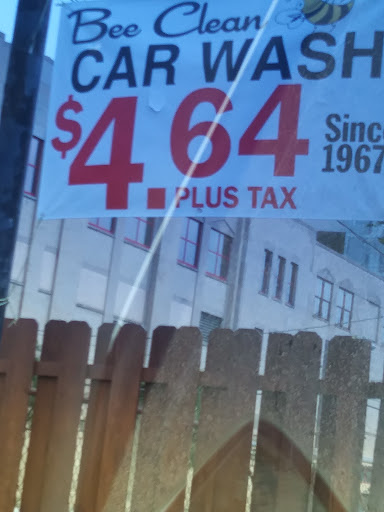 Bee Clean
CAR WASH
$4.64
PLUS TAX
Since
1967